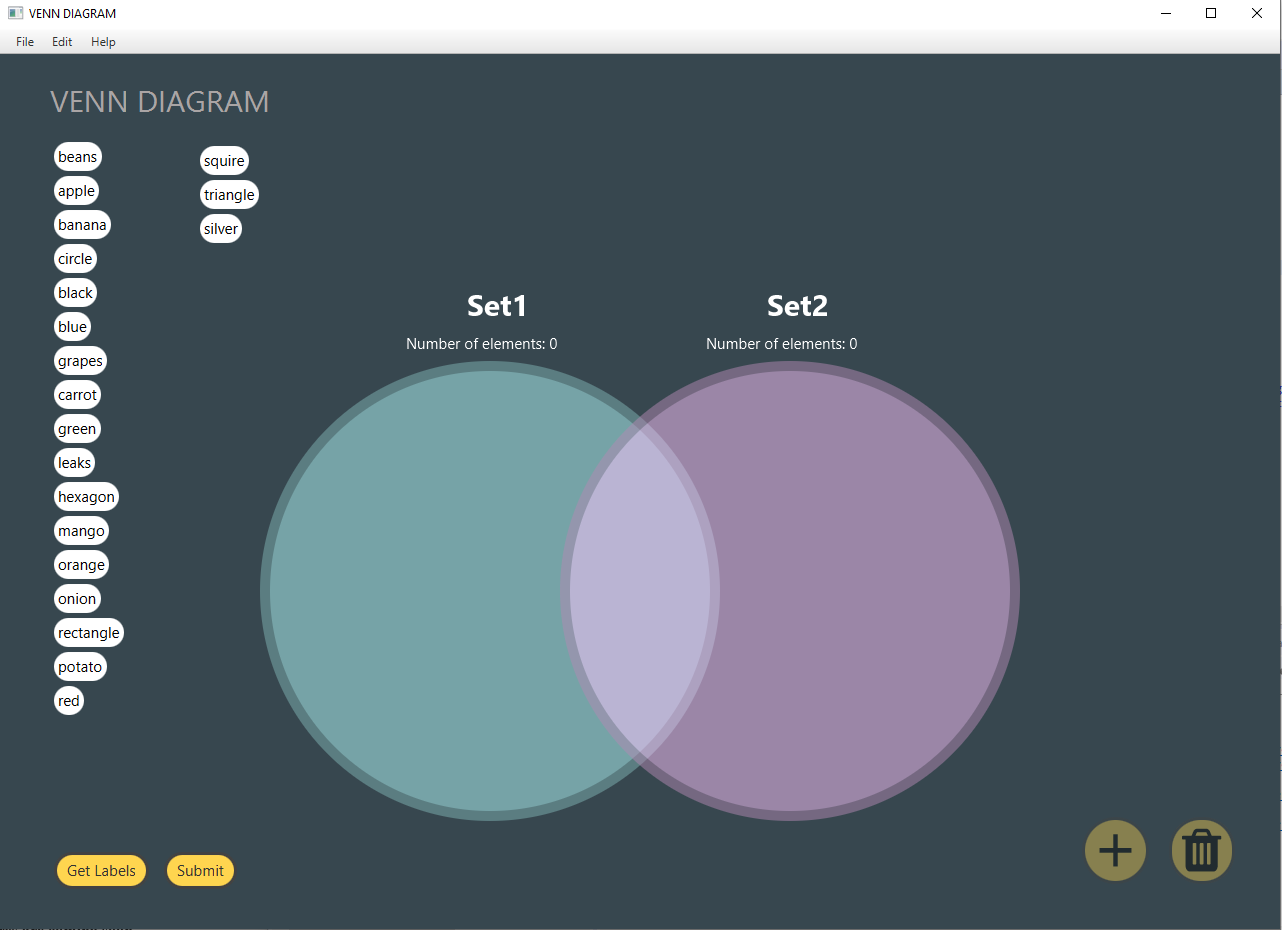 VENN DIAGRAM
File Edit Help
VENN DIAGRAM
beans
apple
banana
circle
black
blue
grapes
carrot
green
leaks
hexagon
mango
orange
onion
rectangle
potato
red
squire
triangle
silver
Set1
Number of elements: 0
Set2
Number of elements: 0
Get Labels
Submit